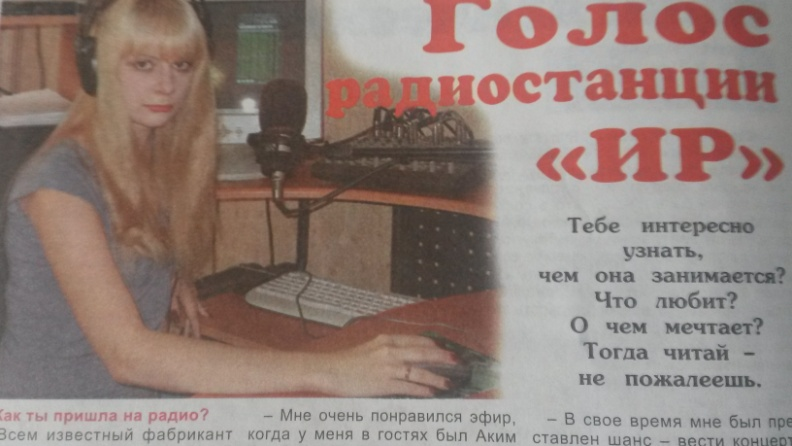 Голос
радиостанции
«ИР»
Тебе интересно
узнать,
чем она занимается?
Что любит?
О чем мечтает?
Тогда читай –
не пожалеешь.
Как ты пришла на радио?
Всем известный фабрикант
– Мне очень понравился эфир,
когда у меня в гостях был Аким
– В свое время мне был пре
ставлен шанс – вести концерт